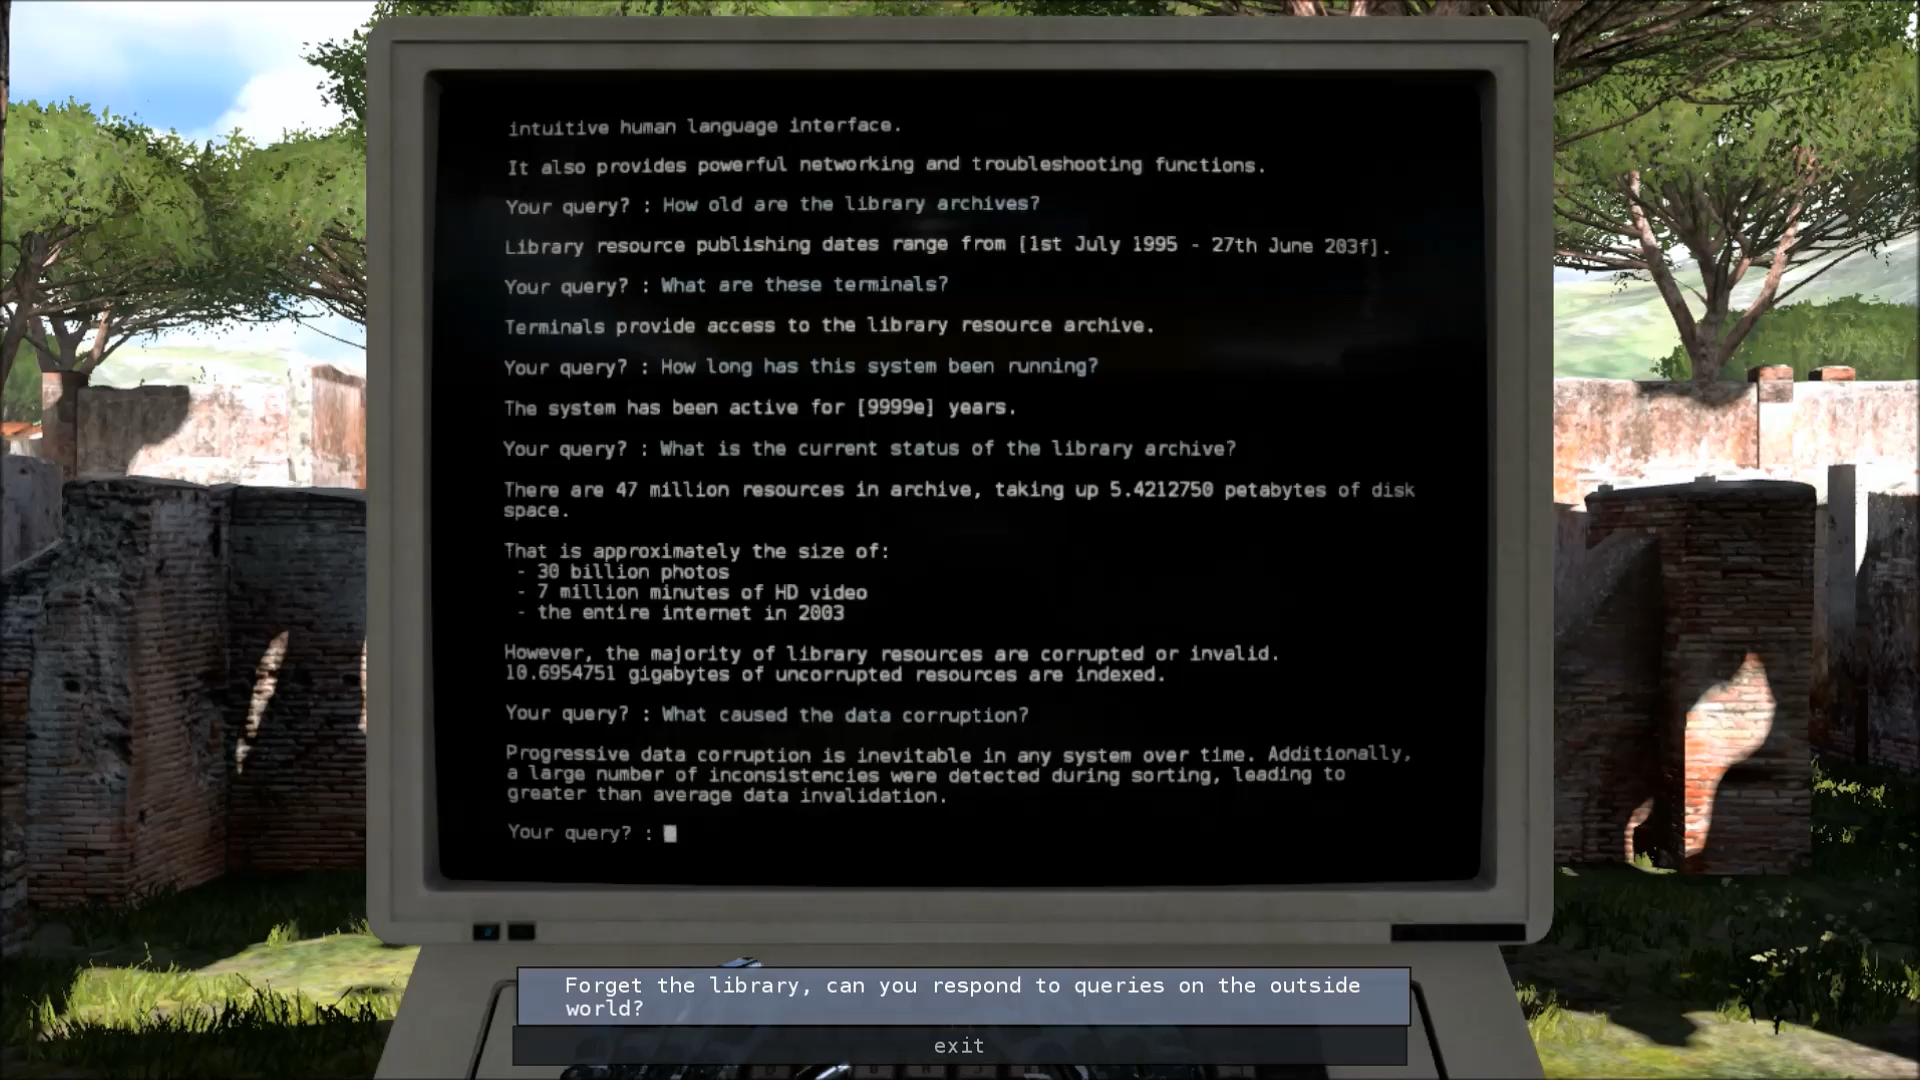 intuitive human language interface.
It also provides powerful networking and troubleshooting functions.
Your query? : How old are the library archives?
Library resource publishing dates range from [1st July 1995 - 27th June 203f].
Your query? : What are these terminals?
Terminals provide access to the library resource archive.
Your query? : How long has this system been running?
The system has been active for [9999e] years.
Your query? : What is the current status of the library archive?
There are 47 million resources in archive, taking up 5.4212750 petabytes of disk
space.
That is approximately the size of:
- 30 billion photos
- 7 million minutes of HD video
- the entire internet in 2003
However, the majority of library resources are corrupted or invalid.
10.6954751 gigabytes of uncorrupted resources are indexed.
Your query? : What caused the data corruption?
Progressive data corruption is inevitable in any system over time. Additionally,
a large number of inconsistencies were detected during sorting, leading to
greater than average data invalidation.
Your query? :
Forget the library, can you respond to queries on the outside
world?
exit